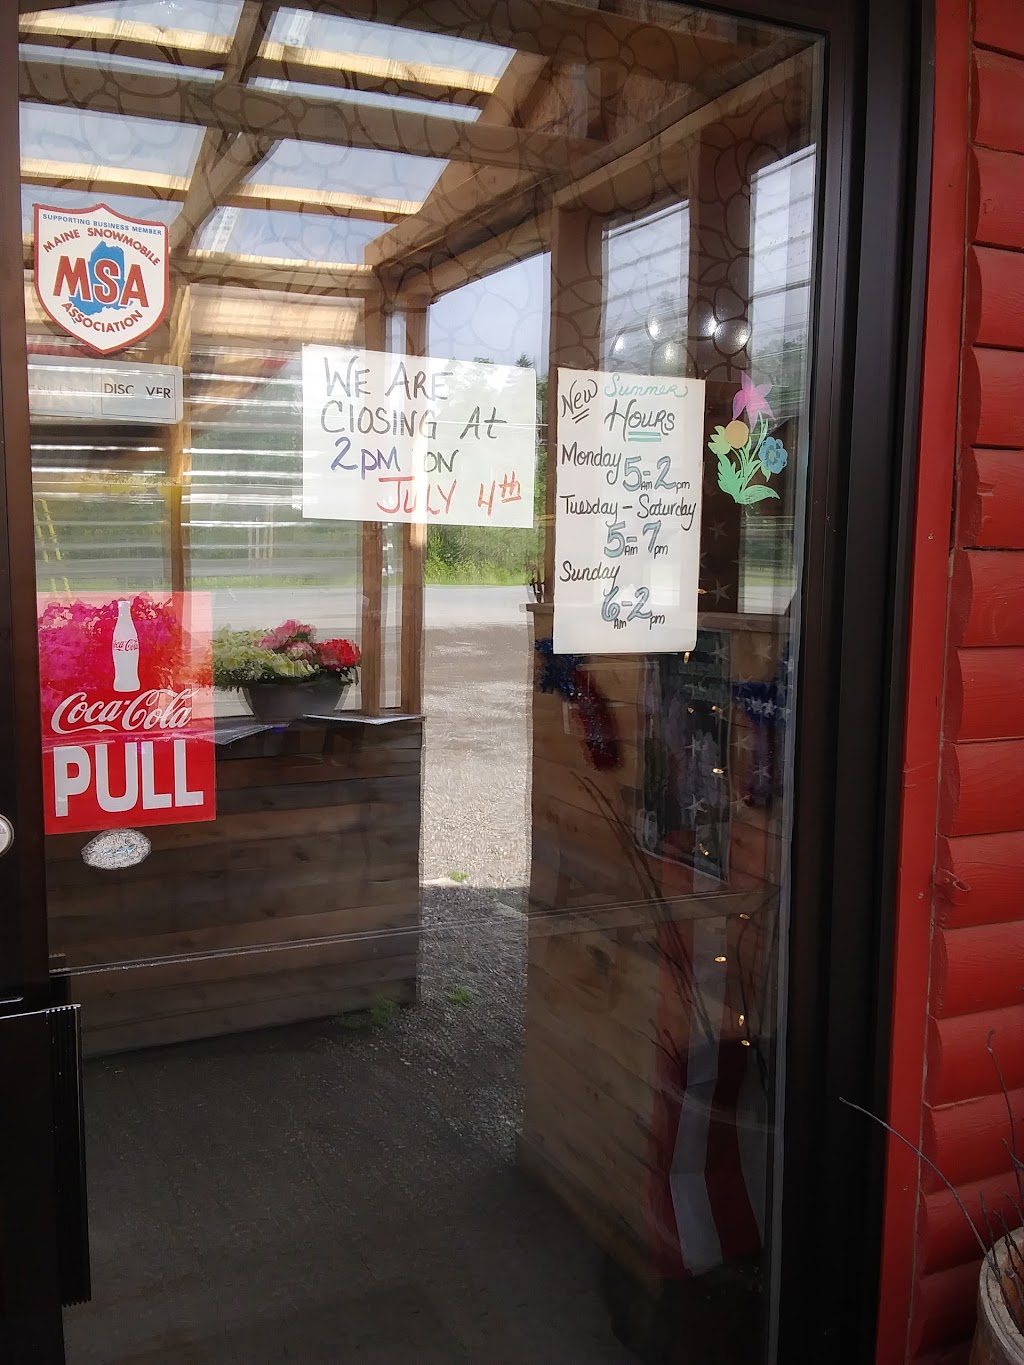 SUPPORTING BUSINESS MEMBER
MAINE SNOWMOBILE
MSA
ASSOCIATION
DISC VER
WE ARE
CLOSING At
2pm ON
JULY 4th
New Summer
Hours
Monday
5am-2pm
Tuesday - Saturday
5am-7pm
Sunday
6am-2pm
Coca-Cola
Coca-Cola
PULL